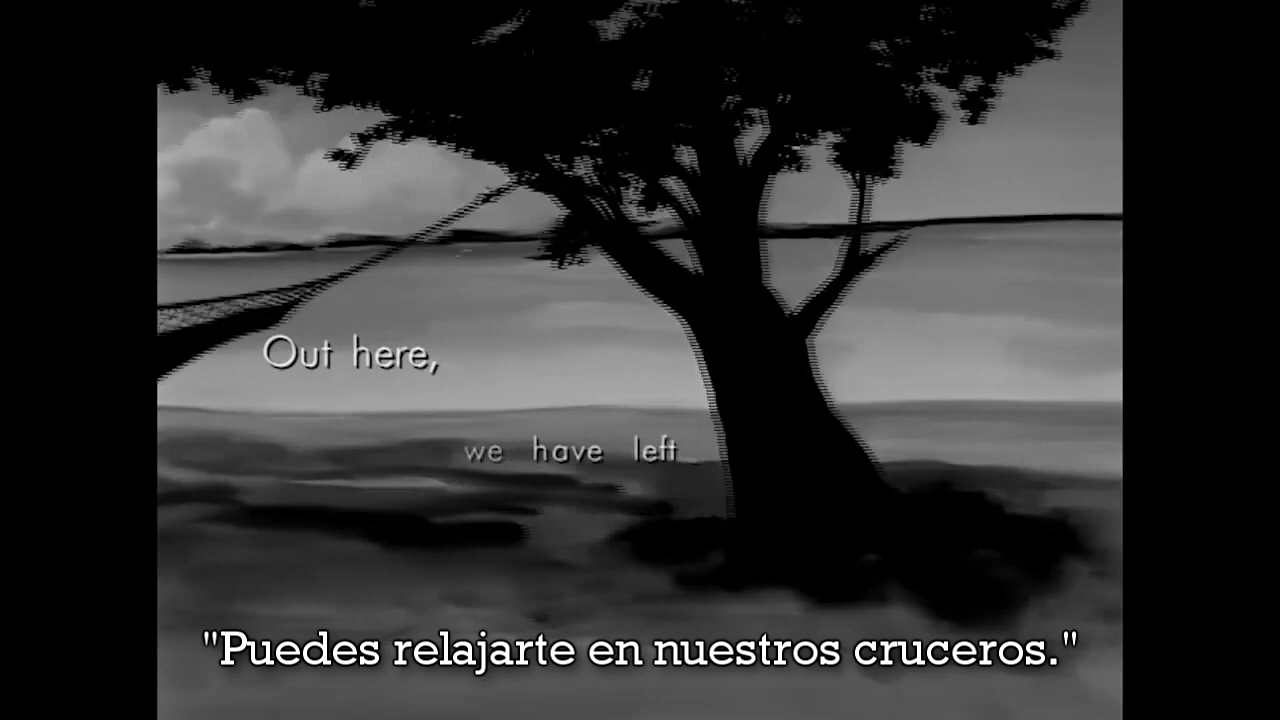 Out here,
we have left
"Puedes relajarte en nuestros cruceros."